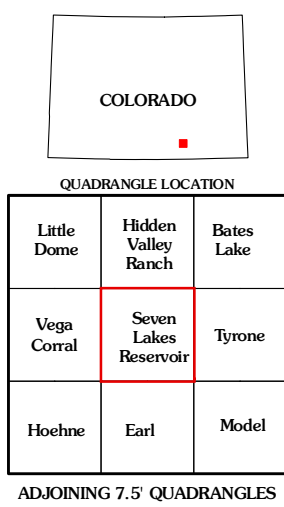 COLORADO
QUADRANGLE LOCATION
Little
Dome
Hidden
Valley
Ranch
Bates
Lake
Vega
Corral
Seven
Lakes
Reservoir
Tyrone
Hoehne
Earl
Model
ADJOINING 7.5' QUADRANGLES